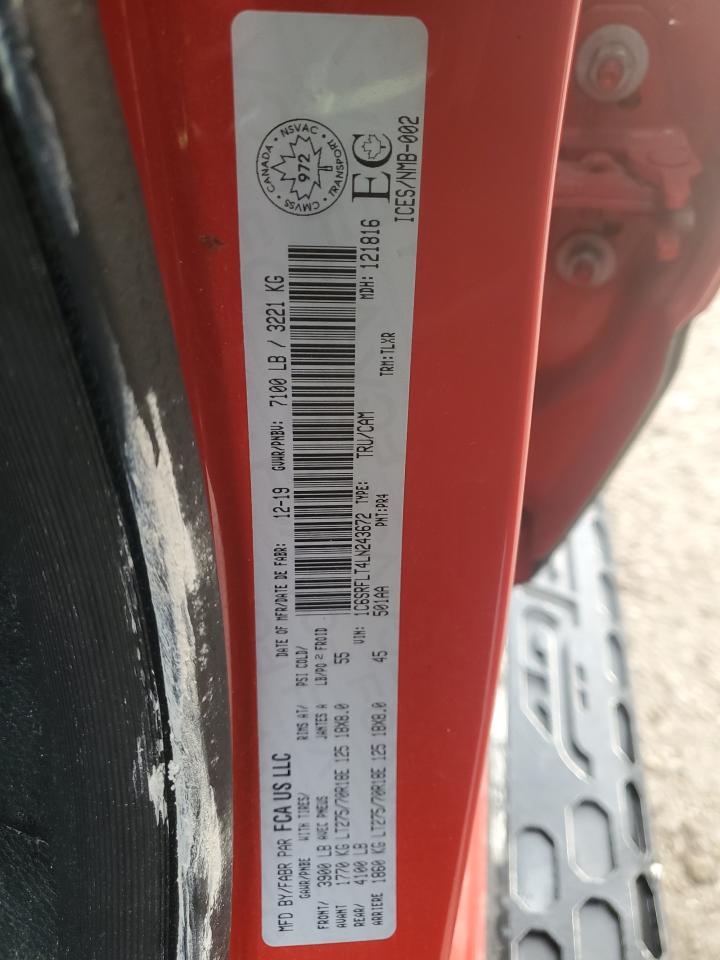 MFD BY/FABR PAR FCA US LLC
DATE OF MFR/DATE DE FABR: 12-19 GVWR/PNBV: 7100 LB / 3221 KG
GAWR/PNBE WITH TIRES/ RIMS AT/ PSI COLD/
FRONT/ 3900 LB AVEC PNEUS JANTES A LB/PO 2 FROID
AVANT 1770 KG LT275/70R18E 125 18X8.0 55
REAR/ 4100 LB
ARRIERE 1860 KG LT275/70R18E 125 18X8.0 45
VIN: 1C6SRFLT4LN243672 TYPE: TRU/CAM MDH: 121816
501AA PNT:PR4 TRM:TLXR
CMVSS • CANADA • NSVAC • TRANSPORT •
972
EC
ICES/NMB-002